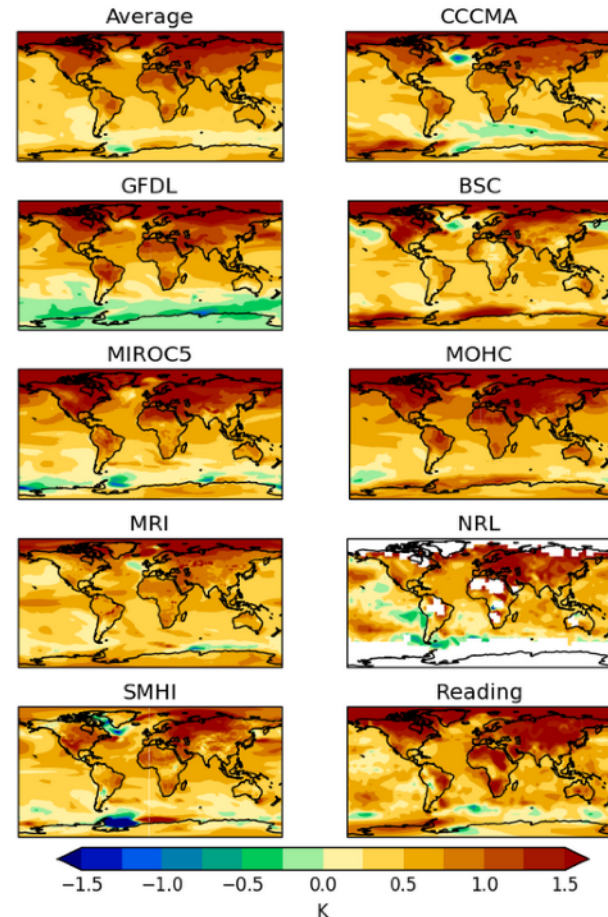 Average CCCMA
GFDL BSC
MIROC5 MOHC
MRI NRL
SMHI Reading
−1.5 −1.0 −0.5 0.0 0.5 1.0 1.5
K